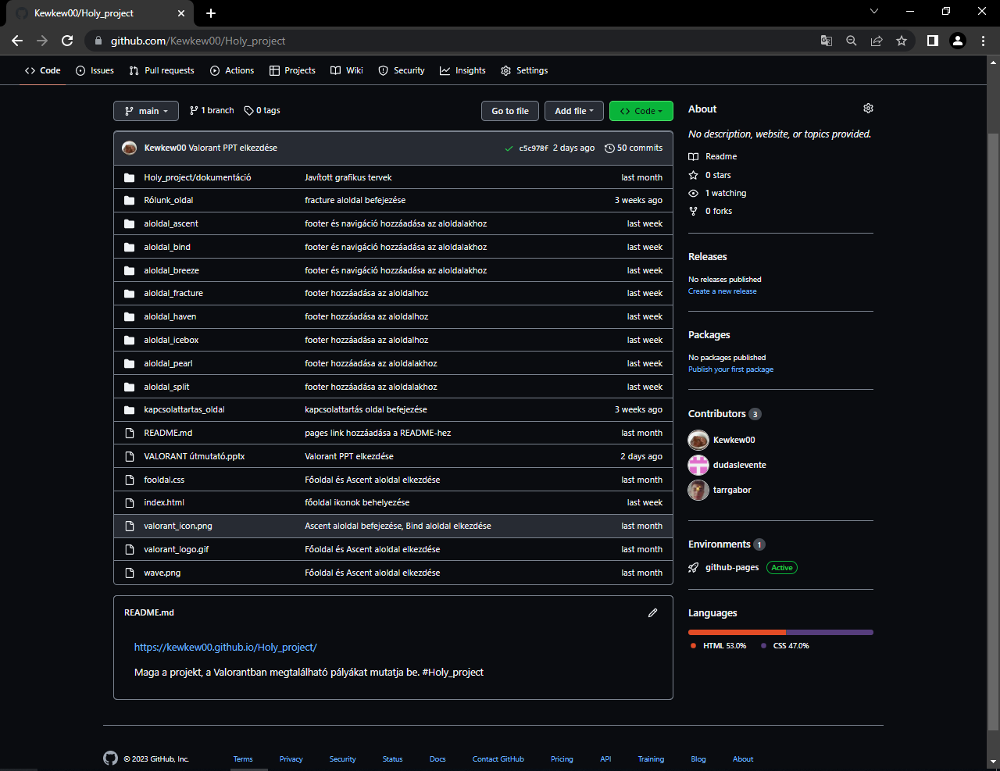 Kewkew00/Holy_project
github.com/Kewkew00/Holy_project
Code Issues Pull requests Actions Projects Wiki Security Insights Settings
main 1 branch 0 tags Go to file Add file Code
Kewkew00 Valorant PPT elkezdése c5c978f 2 days ago 50 commits
Holy_project/dokumentáció Javított grafikus tervek last month
Rólunk_oldal fracture aloldal befejezése 3 weeks ago
aloldal_ascent footer és navigáció hozzáadása az aloldalakhoz last week
aloldal_bind footer és navigáció hozzáadása az aloldalakhoz last week
aloldal_breeze footer és navigáció hozzáadása az aloldalakhoz last week
aloldal_fracture footer hozzáadása az aloldalhoz last week
aloldal_haven footer hozzáadása az aloldalhoz last week
aloldal_icebox footer hozzáadása az aloldalhoz last week
aloldal_pearl footer hozzáadása az aloldalakhoz last week
aloldal_split footer hozzáadása az aloldalakhoz last week
kapcsolattartas_oldal kapcsolattartás oldal befejezése 3 weeks ago
README.md pages link hozzáadása a README-hez last month
VALORANT útmutató.pptx Valorant PPT elkezdése 2 days ago
fooldal.css Főoldal és Ascent aloldal elkezdése last month
index.html főoldal ikonok behelyezése last week
valorant_icon.png Ascent aloldal befejezése, Bind aloldal elkezdése last month
valorant_logo.gif Főoldal és Ascent aloldal elkezdése last month
wave.png Főoldal és Ascent aloldal elkezdése last month
README.md
https://kewkew00.github.io/Holy_project/
Maga a projekt, a Valorantban megtalálható pályákat mutatja be. #Holy_project
About
No description, website, or topics provided.
Readme
0 stars
1 watching
0 forks
Releases
No releases published
Create a new release
Packages
No packages published
Publish your first package
Contributors 3
Kewkew00
dudaslevente
tarrgabor
Environments 1
github-pages Active
Languages
HTML 53.0% CSS 47.0%
© 2023 GitHub, Inc. Terms Privacy Security Status Docs Contact GitHub Pricing API Training Blog About